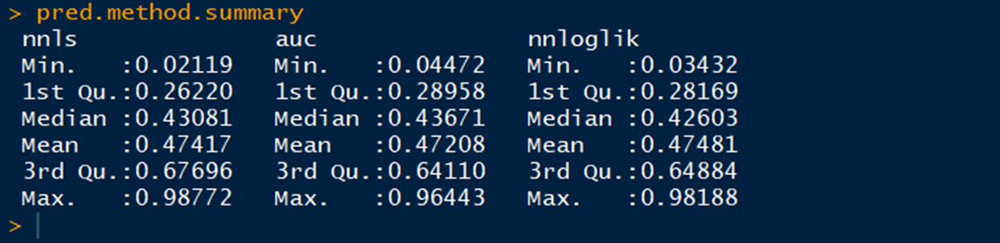 > pred.method.summary
nnls auc nnloglik
Min. :0.02119 Min. :0.04472 Min. :0.03432
1st Qu.:0.26220 1st Qu.:0.28958 1st Qu.:0.28169
Median :0.43081 Median :0.43671 Median :0.42603
Mean :0.47417 Mean :0.47208 Mean :0.47481
3rd Qu.:0.67696 3rd Qu.:0.64110 3rd Qu.:0.64884
Max. :0.98772 Max. :0.96443 Max. :0.98188
>